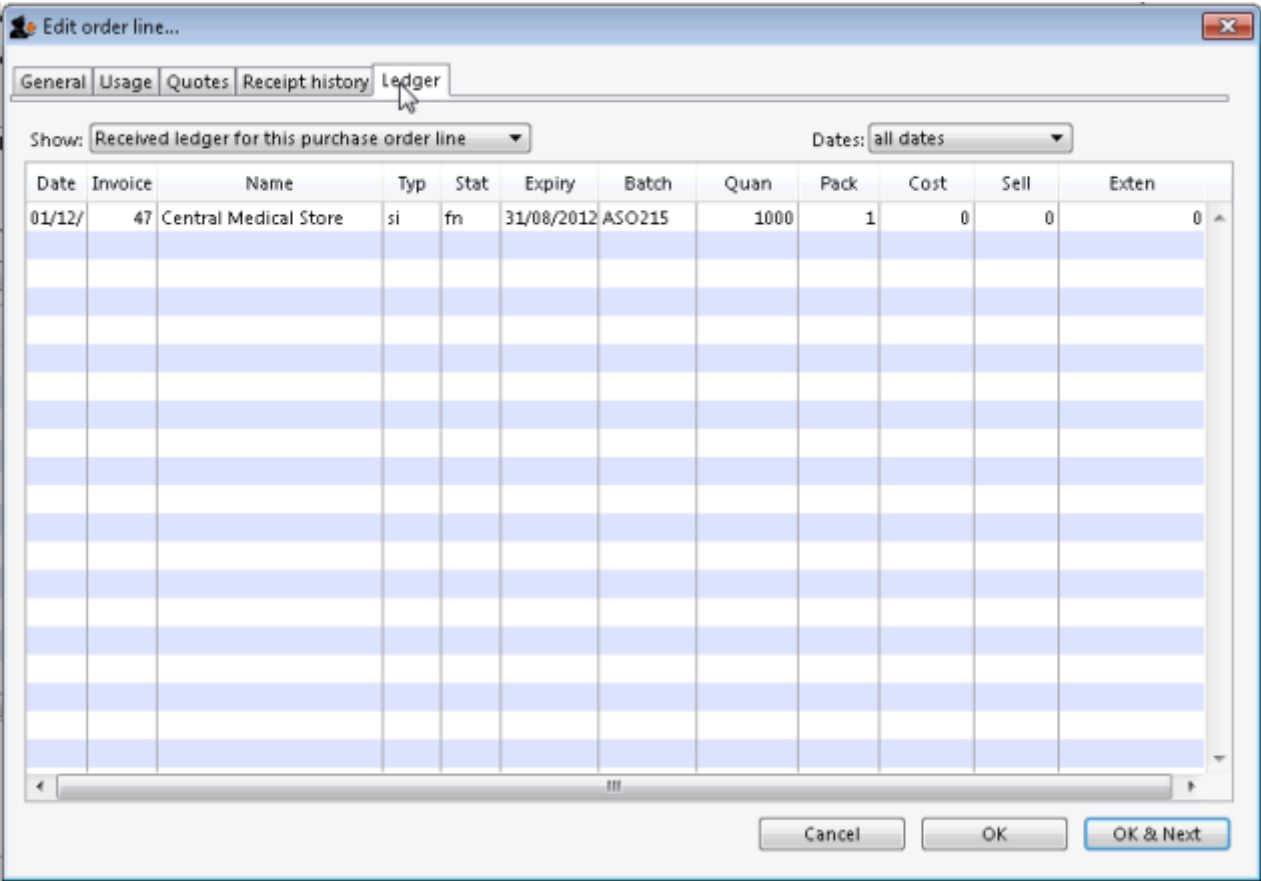 Edit order line...
General Usage Quotes Receipt history Ledger
Show: Received ledger for this purchase order line Dates: all dates
Date Invoice Name Typ Stat Expiry Batch Quan Pack Cost Sell Exten
01/12/ 47 Central Medical Store si fn 31/08/2012 ASO215 1000 1 0 0 0
Cancel OK OK & Next